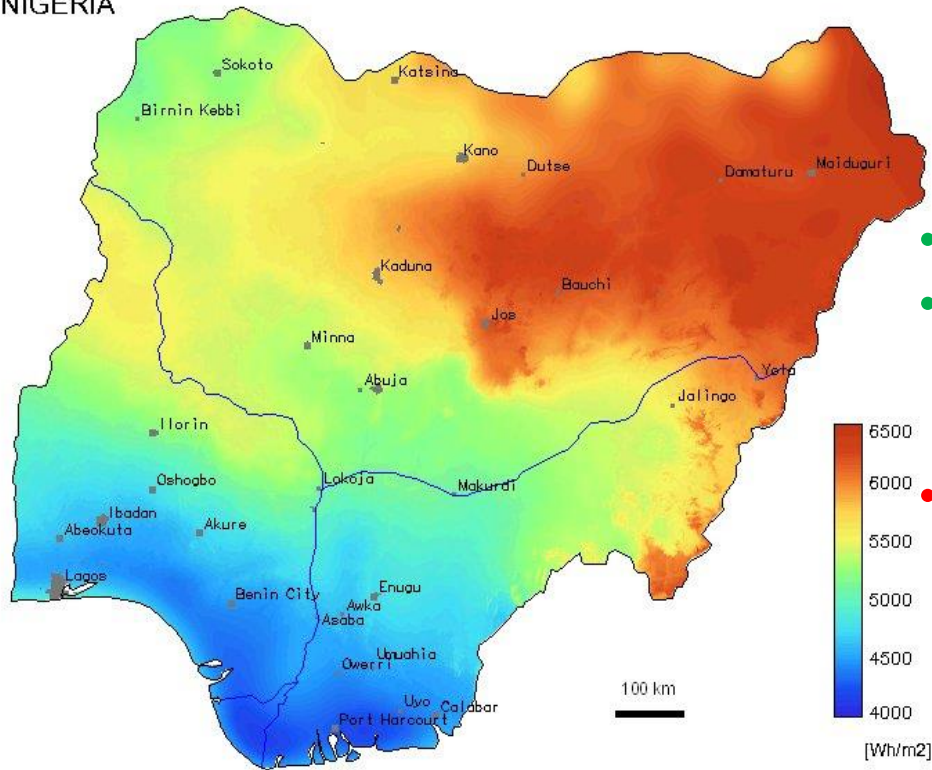 NIGERIA
Sokoto
Katsina
Birnin Kebbi
Kano
Dutse
Damaturu
Maiduguri
Kaduna
Bauchi
Jos
Minna
Abuja
Yola
Jalingo
Ilorin
Lokoja
Makurdi
Oshogbo
Ibadan
Abeokuta
Akure
Lagos
Benin City
Enugu
Awka
Asaba
Umuahia
Owerri
Uyo
Calabar
Port Harcourt
100 km
6500
6000
5500
5000
4500
4000
[Wh/m2]